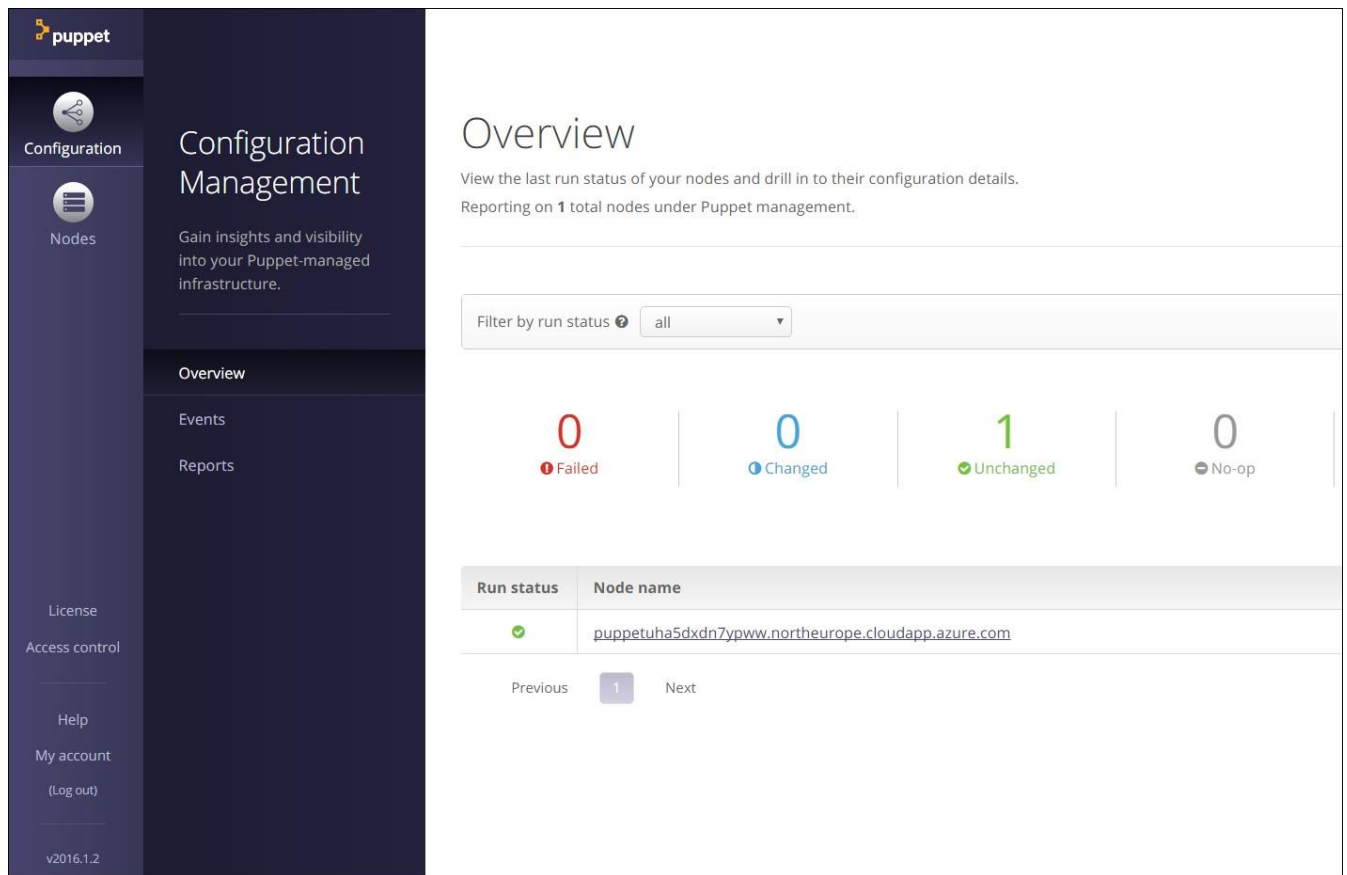 puppet
Configuration
Nodes
License
Access control
Help
My account
(Log out)
v2016.1.2
Configuration
Management
Gain insights and visibility
into your Puppet-managed
infrastructure.
Overview
Events
Reports
Overview
View the last run status of your nodes and drill in to their configuration details.
Reporting on 1 total nodes under Puppet management.
Filter by run status ? all
0 0 1 0
Failed Changed Unchanged No-op
Run status Node name
puppetuha5dxdn7ypww.northeurope.cloudapp.azure.com
Previous 1 Next